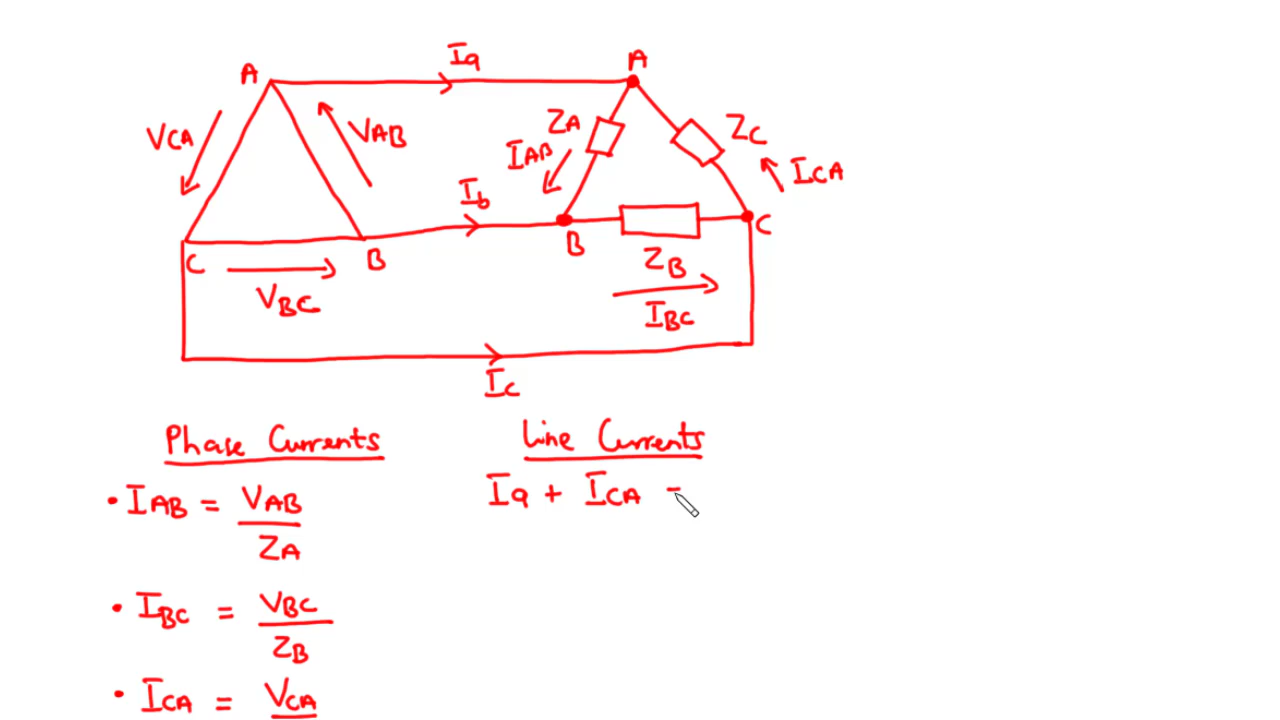 A
Ia
A
VCA
VAB
ZA
IAB
ZC
ICA
Ib
C
B
B
C
VBC
ZB
IBC
Ic
Phase Currents
Line Currents
• IAB = VAB
ZA
Ia + ICA =
• IBC = VBC
ZB
• ICA = VCA